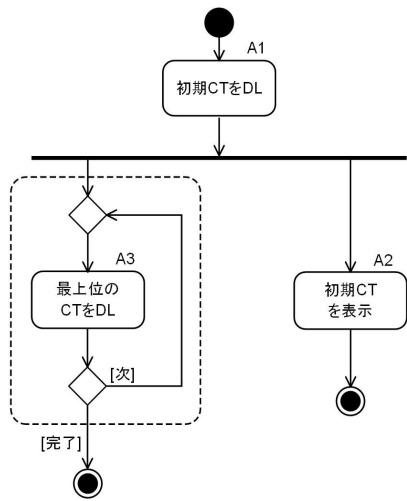 A1
初期CTをDL
A3
最上位の
CTをDL
A2
初期CT
を表示
[次]
[完了]